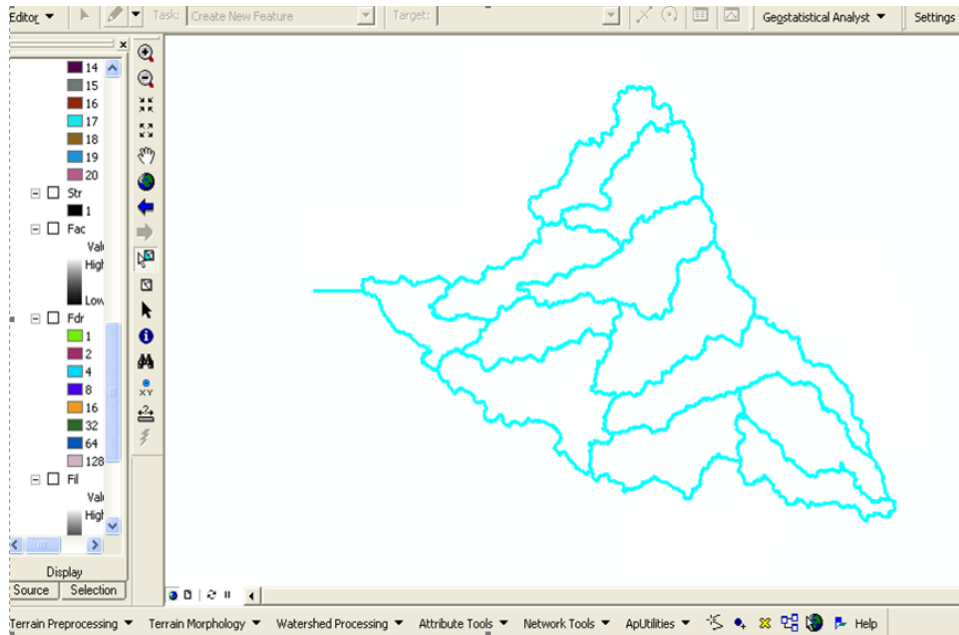 Editor Task: Create New Feature Target: Geostatistical Analyst Settings
14
15
16
17
18
19
20
Str
1
Fac
Valu
High
Low
Fdr
1
2
4
8
16
32
64
128
Fil
Valu
High
Display
Source Selection
XY
Terrain Preprocessing Terrain Morphology Watershed Processing Attribute Tools Network Tools ApUtilities Help